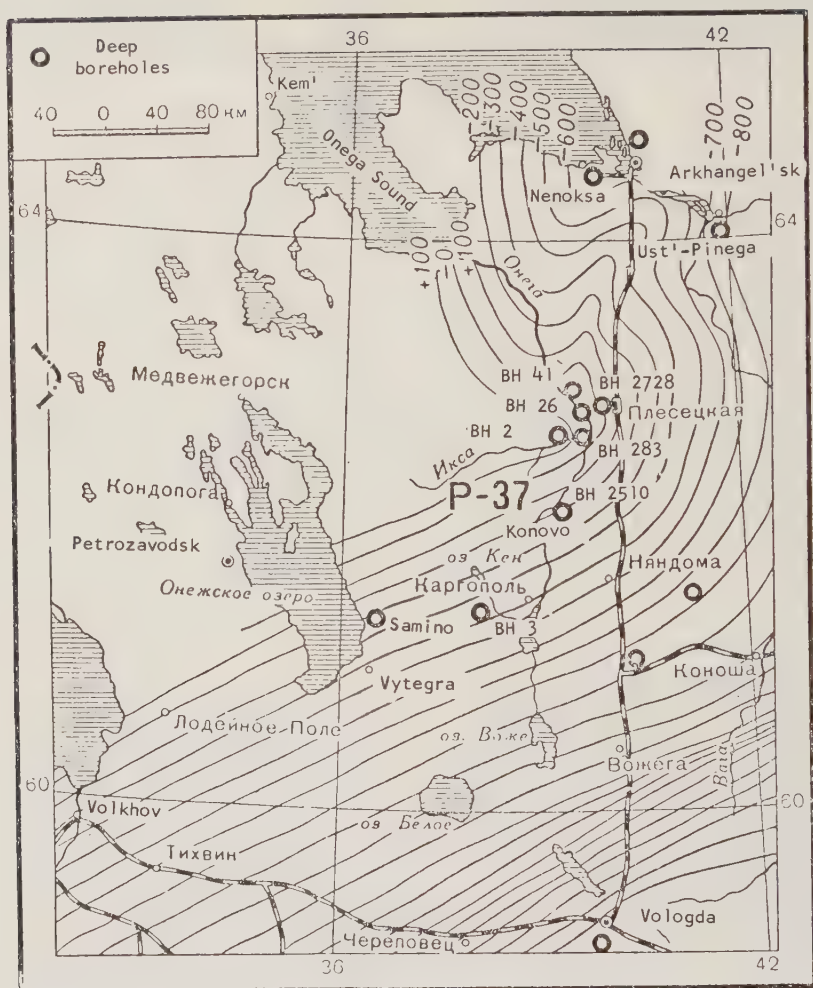 Deep
boreholes
40 0 40 80 км
36
42
Kem'
Onega Sound
-200
-300
-400
-500
-600
-700
-800
Arkhangel'sk
Nenoksa
64
64
Ust'-Pinega
+100
0
+100
Онега
Медвежегорск
ВН 41
ВН 2728
ВН 26
Плесецкая
ВН 2
ВН 283
Икса
Р-37
Кондопога
ВН 2510
Konovo
Petrozavodsk
оз. Кен
Няндома
Онежское озеро
Каргополь
Samino
ВН 3
Коноша
Vytegra
Лодейное Поле
оз. Воже
Вожега
Вага
60
60
Volkhov
оз. Белое
Тихвин
Vologda
Череповец
36
42